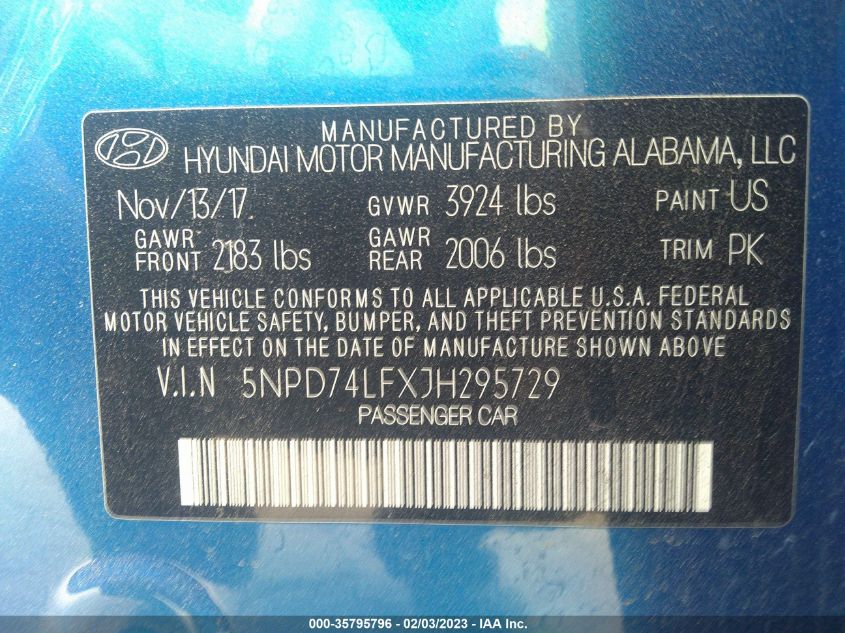 MANUFACTURED BY
HYUNDAI MOTOR MANUFACTURING ALABAMA, LLC
Nov/13/17. GVWR 3924 lbs PAINT US
GAWR FRONT 2183 lbs GAWR REAR 2006 lbs TRIM PK
THIS VEHICLE CONFORMS TO ALL APPLICABLE U.S.A. FEDERAL
MOTOR VEHICLE SAFETY, BUMPER, AND THEFT PREVENTION STANDARDS
IN EFFECT ON THE DATE OF MANUFACTURE SHOWN ABOVE
V.I.N 5NPD74LFXJH295729
PASSENGER CAR
000-35795796 - 02/03/2023 - IAA Inc.